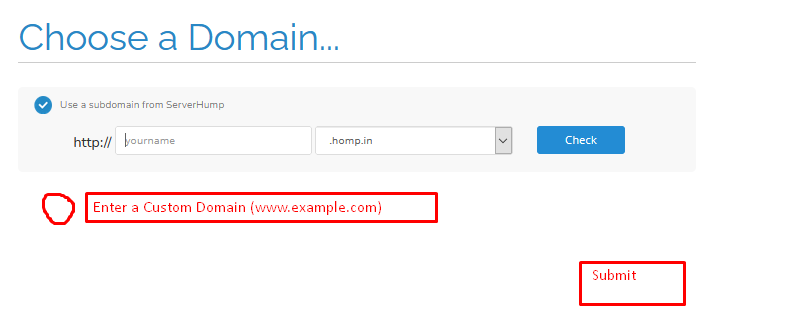 Choose a Domain...
Use a subdomain from ServerHump
http:// yourname .homp.in Check
Enter a Custom Domain (www.example.com)
Submit